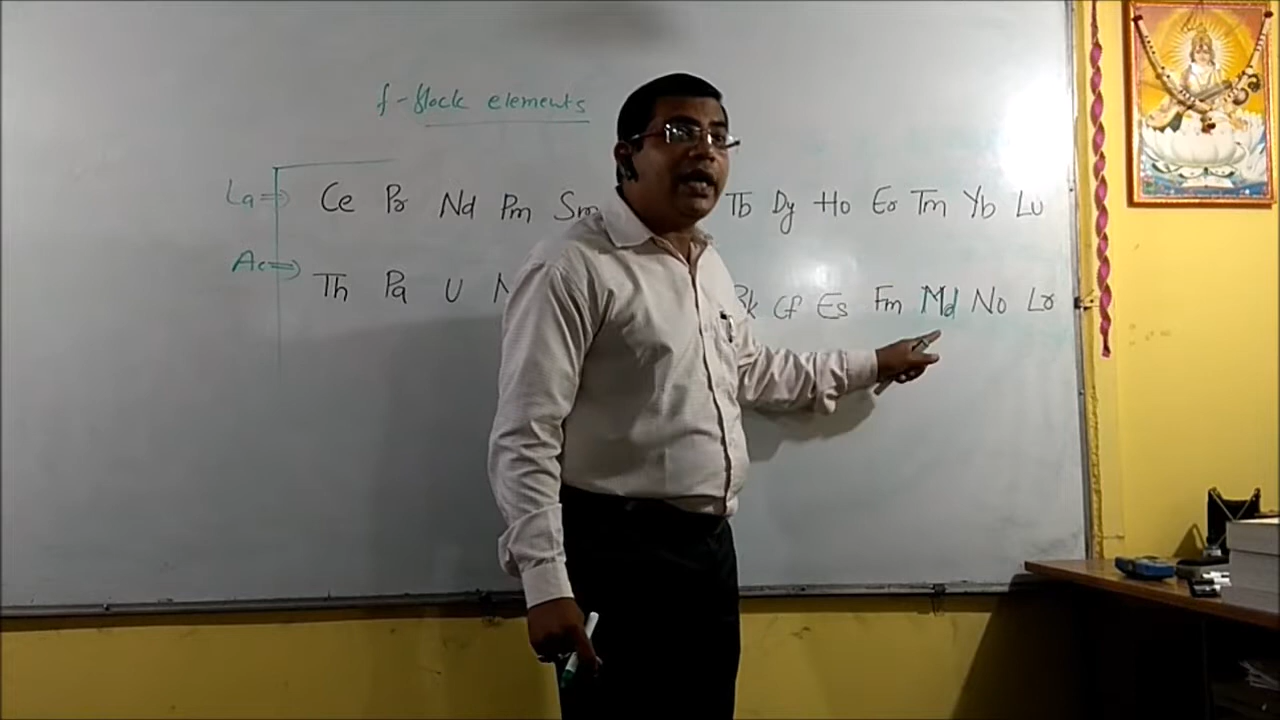 f-block elements
La⇒ Ce Pr Nd Pm Sm Tb Dy Ho Er Tm Yb Lu
Ac⇒ Th Pa U Bk Cf Es Fm Md No Lr